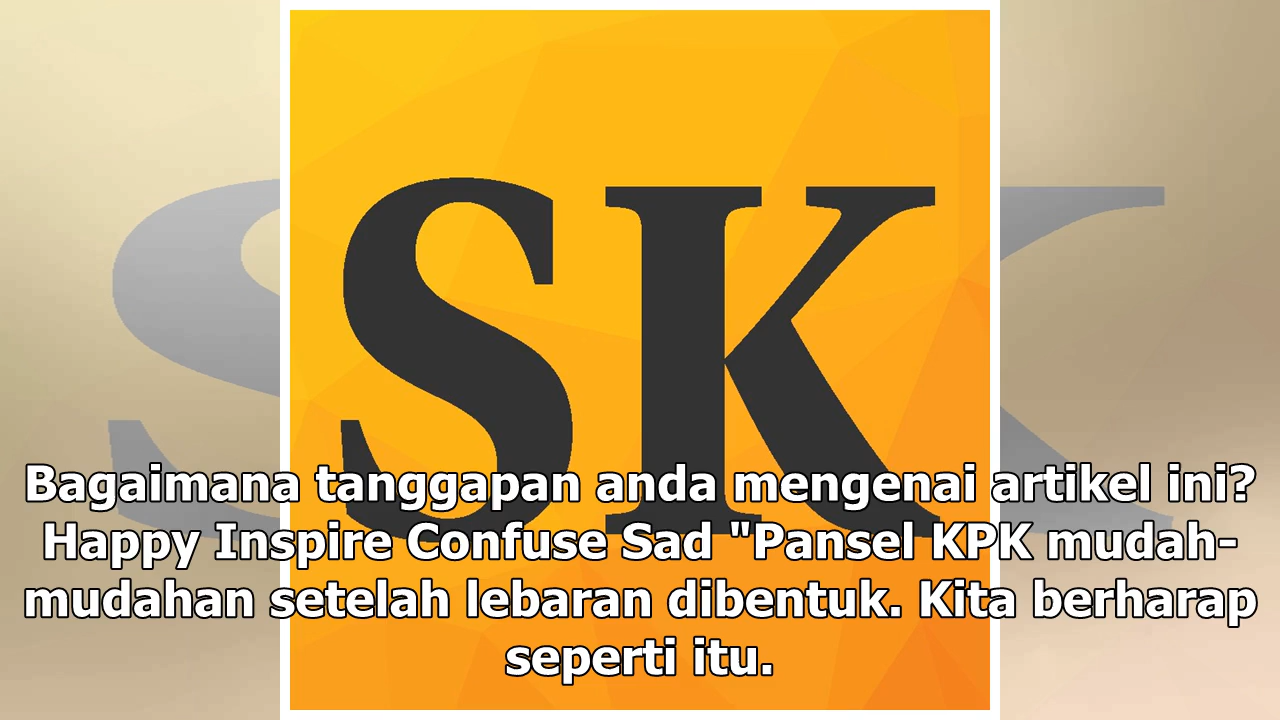 SK
Bagaimana tanggapan anda mengenai artikel ini?
Happy Inspire Confuse Sad "Pansel KPK mudah-
mudahan setelah lebaran dibentuk. Kita berharap
seperti itu.